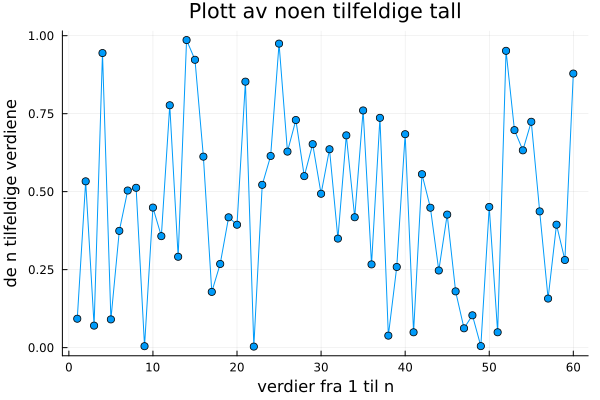 Plott av noen tilfeldige tall
de n tilfeldige verdiene
1.00
0.75
0.50
0.25
0.00
0 10 20 30 40 50 60
verdier fra 1 til n